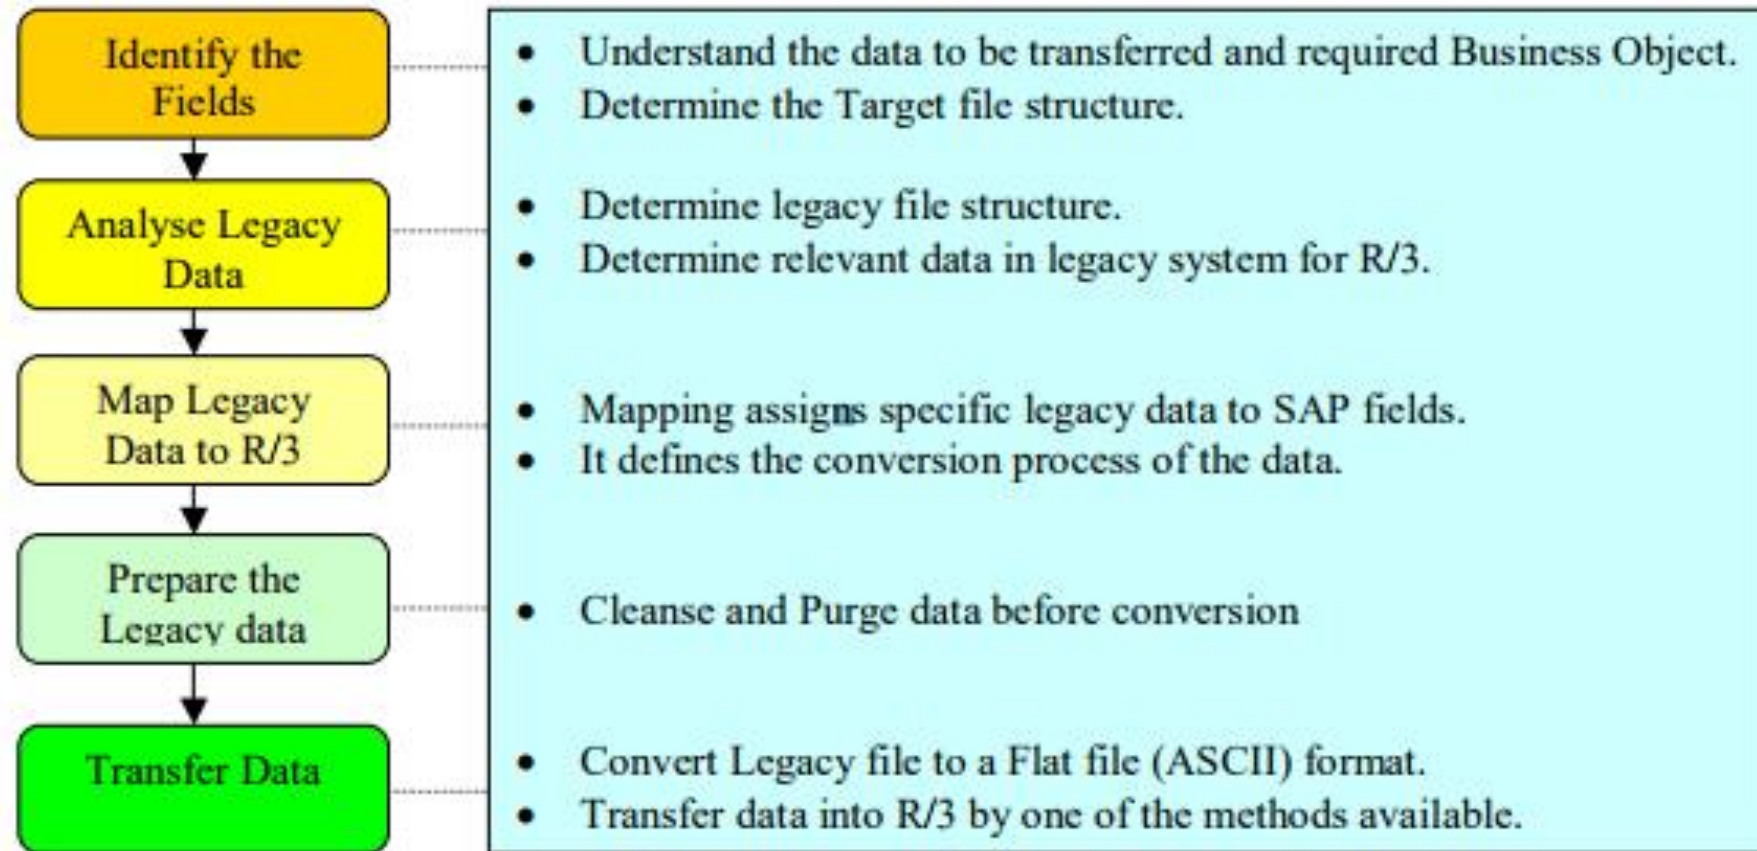 Identify the
Fields
• Understand the data to be transferred and required Business Object.
• Determine the Target file structure.
Analyse Legacy
Data
• Determine legacy file structure.
• Determine relevant data in legacy system for R/3.
Map Legacy
Data to R/3
• Mapping assigns specific legacy data to SAP fields.
• It defines the conversion process of the data.
Prepare the
Legacy data
• Cleanse and Purge data before conversion
Transfer Data
• Convert Legacy file to a Flat file (ASCII) format.
• Transfer data into R/3 by one of the methods available.